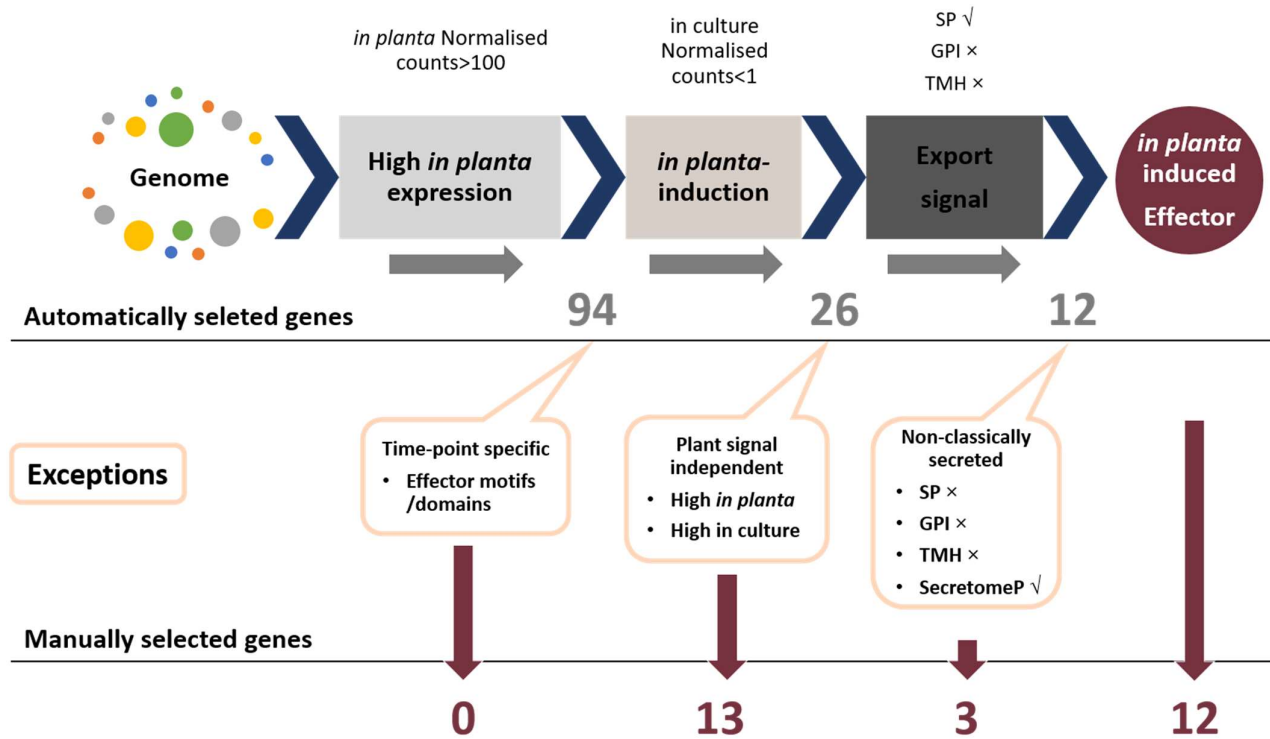 in planta Normalised
counts>100
in culture
Normalised
counts<1
SP √
GPI ×
TMH ×
Genome
High in planta
expression
in planta-
induction
Export
signal
in planta
induced
Effector
Automatically seleted genes
94
26
12
Exceptions
Time-point specific
• Effector motifs
/domains
Plant signal
independent
• High in planta
• High in culture
Non-classically
secreted
• SP ×
• GPI ×
• TMH ×
• SecretomeP √
Manually selected genes
0
13
3
12